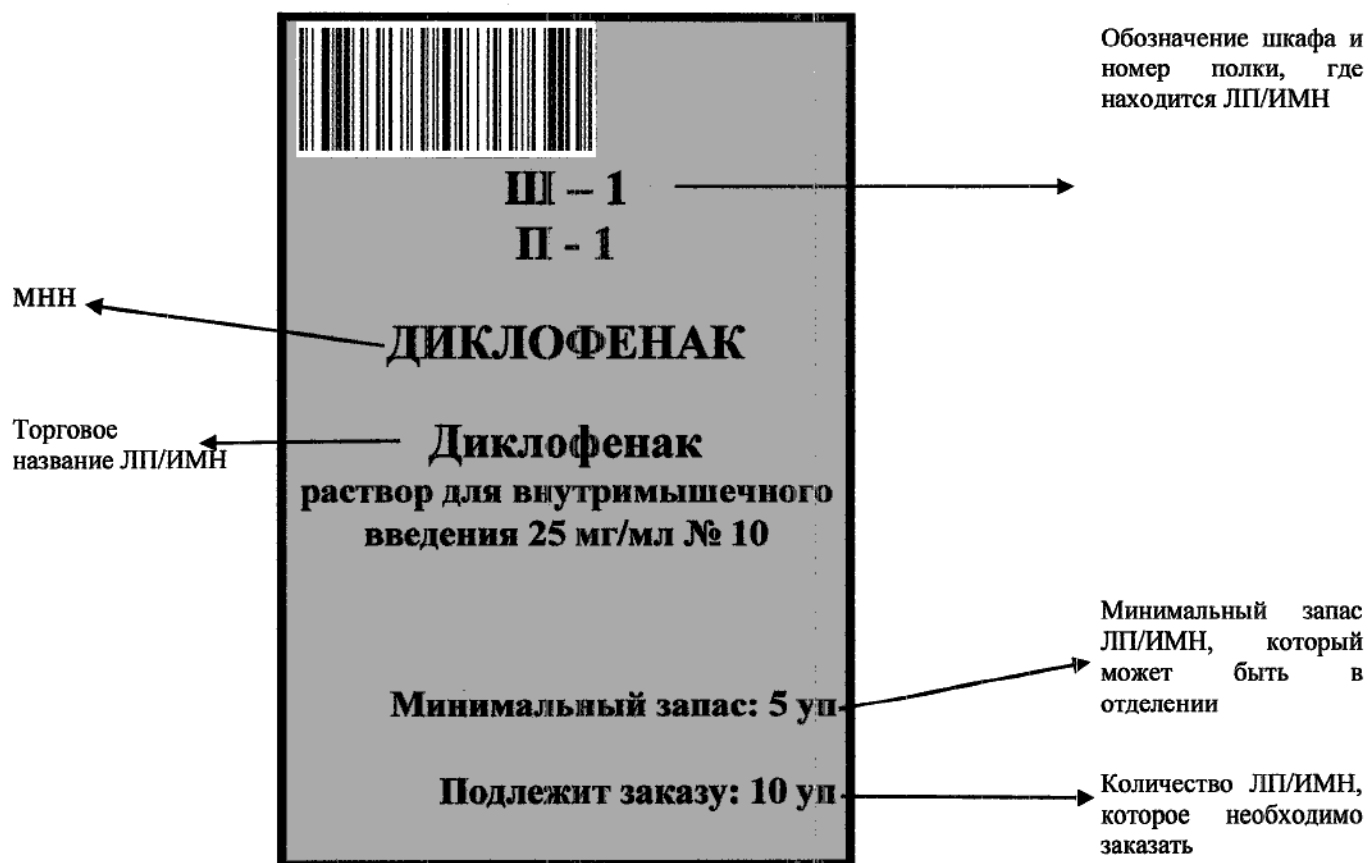 Обозначение шкафа и
номер полки, где
находится ЛП/ИМН
Ш – 1
П - 1
МНН
ДИКЛОФЕНАК
Торговое
название ЛП/ИМН
Диклофенак
раствор для внутримышечного
введения 25 мг/мл № 10
Минимальный запас
ЛП/ИМН, который
может быть в
отделении
Минимальный запас: 5 уп
Подлежит заказу: 10 уп
Количество ЛП/ИМН,
которое необходимо
заказать